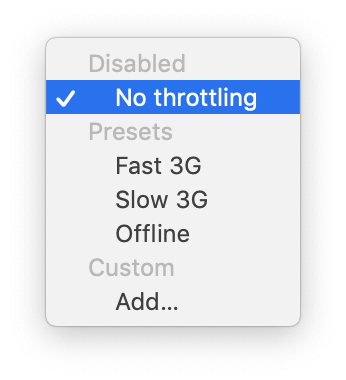 Disabled
✓ No throttling
Presets
Fast 3G
Slow 3G
Offline
Custom
Add...